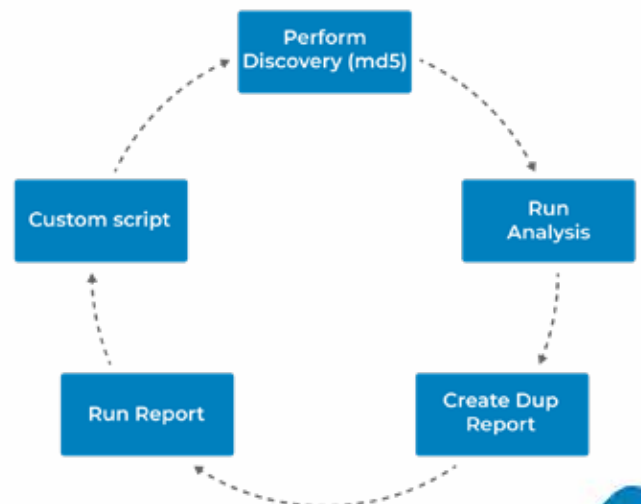 Perform
Discovery (md5)
Run
Analysis
Create Dup
Report
Run Report
Custom script